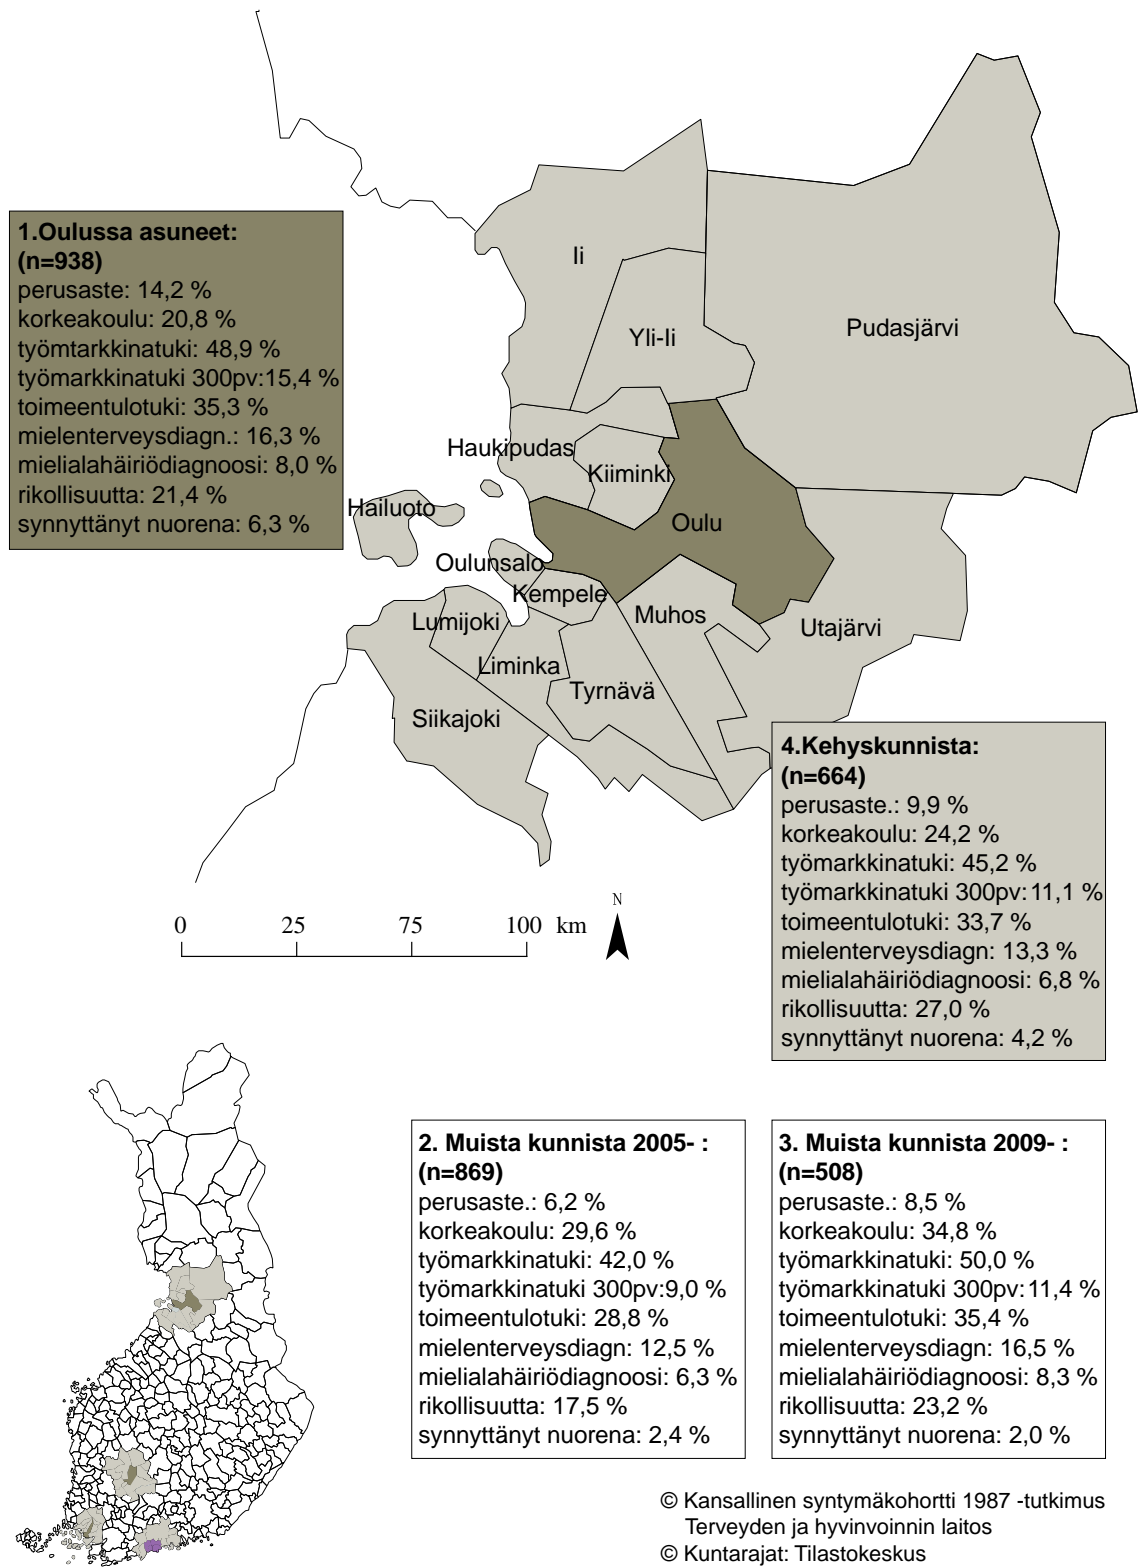 1.Oulussa asuneet:
(n=938)
perusaste: 14,2 %
korkeakoulu: 20,8 %
työmtarkkinatuki: 48,9 %
työmarkkinatuki 300pv:15,4 %
toimeentulotuki: 35,3 %
mielenterveysdiagn.: 16,3 %
mielialahäiriödiagnoosi: 8,0 %
rikollisuutta: 21,4 %
synnyttänyt nuorena: 6,3 %
Ii
Yli-Ii
Pudasjärvi
Haukipudas
Kiiminki
Hailuoto
Oulu
Oulunsalo
Kempele
Lumijoki
Muhos
Utajärvi
Liminka
Tyrnävä
Siikajoki
4.Kehyskunnista:
(n=664)
perusaste.: 9,9 %
korkeakoulu: 24,2 %
työmarkkinatuki: 45,2 %
työmarkkinatuki 300pv:11,1 %
toimeentulotuki: 33,7 %
mielenterveysdiagn: 13,3 %
mielialahäiriödiagnoosi: 6,8 %
rikollisuutta: 27,0 %
synnyttänyt nuorena: 4,2 %
N
0 25 75 100 km
2. Muista kunnista 2005- :
(n=869)
perusaste.: 6,2 %
korkeakoulu: 29,6 %
työmarkkinatuki: 42,0 %
työmarkkinatuki 300pv:9,0 %
toimeentulotuki: 28,8 %
mielenterveysdiagn: 12,5 %
mielialahäiriödiagnoosi: 6,3 %
rikollisuutta: 17,5 %
synnyttänyt nuorena: 2,4 %
3. Muista kunnista 2009- :
(n=508)
perusaste.: 8,5 %
korkeakoulu: 34,8 %
työmarkkinatuki: 50,0 %
työmarkkinatuki 300pv:11,4 %
toimeentulotuki: 35,4 %
mielenterveysdiagn: 16,5 %
mielialahäiriödiagnoosi: 8,3 %
rikollisuutta: 23,2 %
synnyttänyt nuorena: 2,0 %
© Kansallinen syntymäkohortti 1987 -tutkimus
Terveyden ja hyvinvoinnin laitos
© Kuntarajat: Tilastokeskus